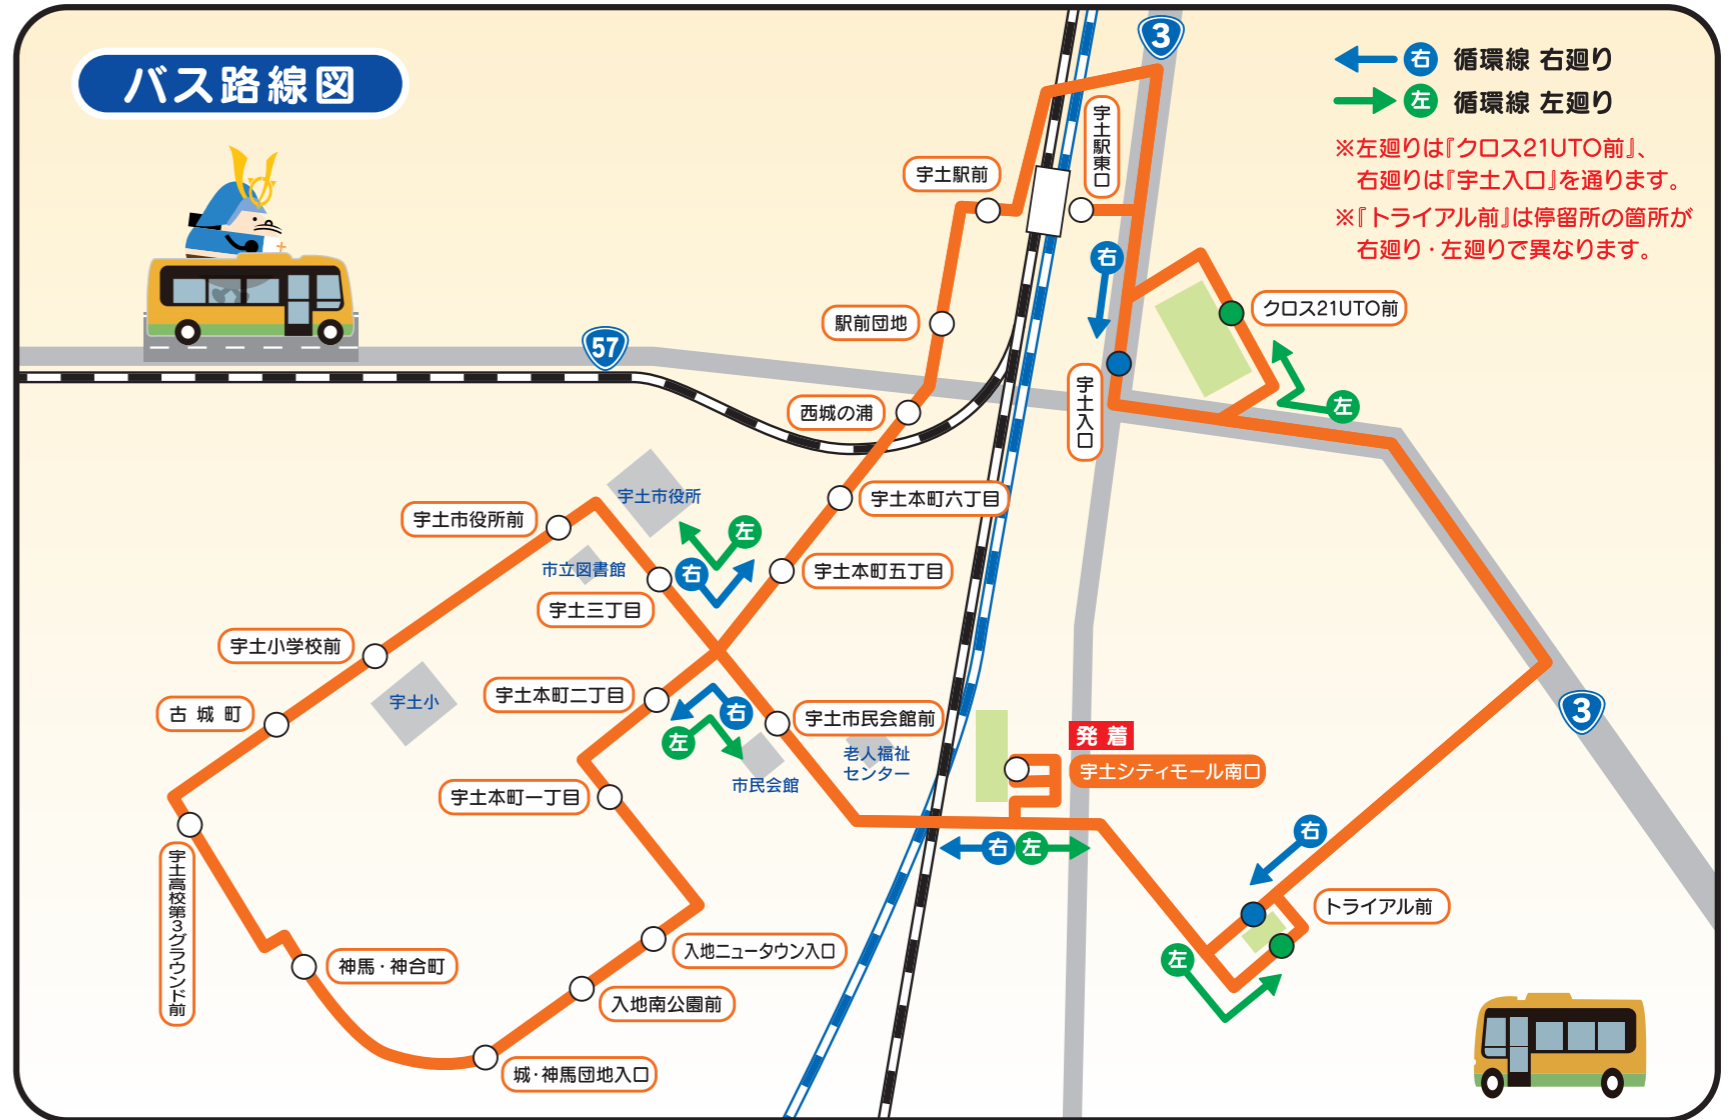 バス路線図
3
右 循環線 右廻り
左 循環線 左廻り
※左廻りは『クロス21UTO前』、
右廻りは『宇土入口』を通ります。
※『トライアル前』は停留所の箇所が
右廻り・左廻りで異なります。
宇土駅東口
宇土駅前
右
クロス21UTO前
駅前団地
57
宇土入口
左
西城の浦
宇土市役所
宇土本町六丁目
宇土市役所前
左
市立図書館
右
宇土本町五丁目
宇土三丁目
宇土小学校前
宇土小
宇土本町二丁目
古城町
右
左
宇土市民会館前
3
発着
老人福祉
センター
宇土シティモール南口
市民会館
宇土本町一丁目
右
左
右
宇土高校第3グラウンド前
トライアル前
入地ニュータウン入口
左
神馬・神合町
入地南公園前
城・神馬団地入口